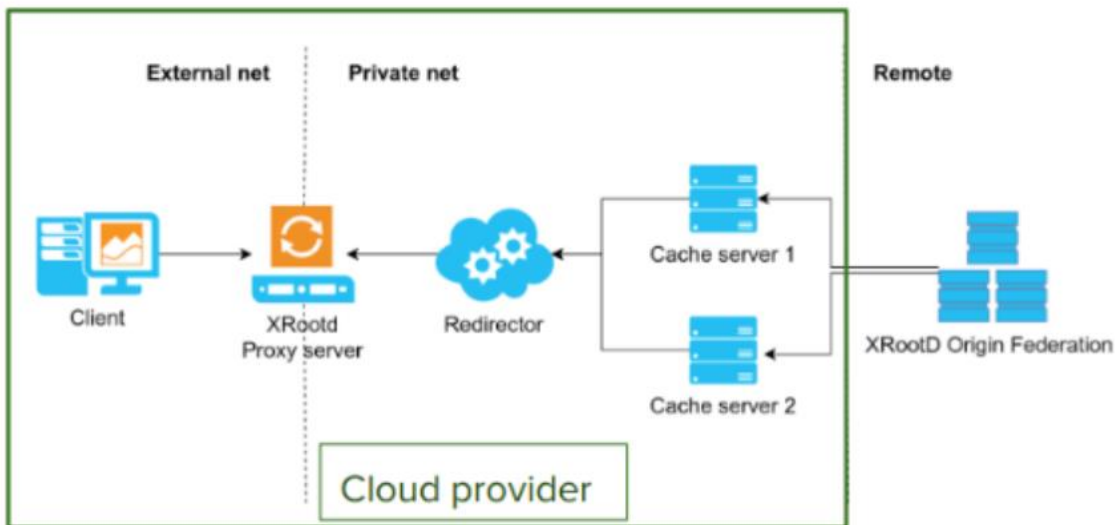 External net
Private net
Remote
Client
XRootd
Proxy server
Redirector
Cache server 1
Cache server 2
XRootD Origin Federation
Cloud provider